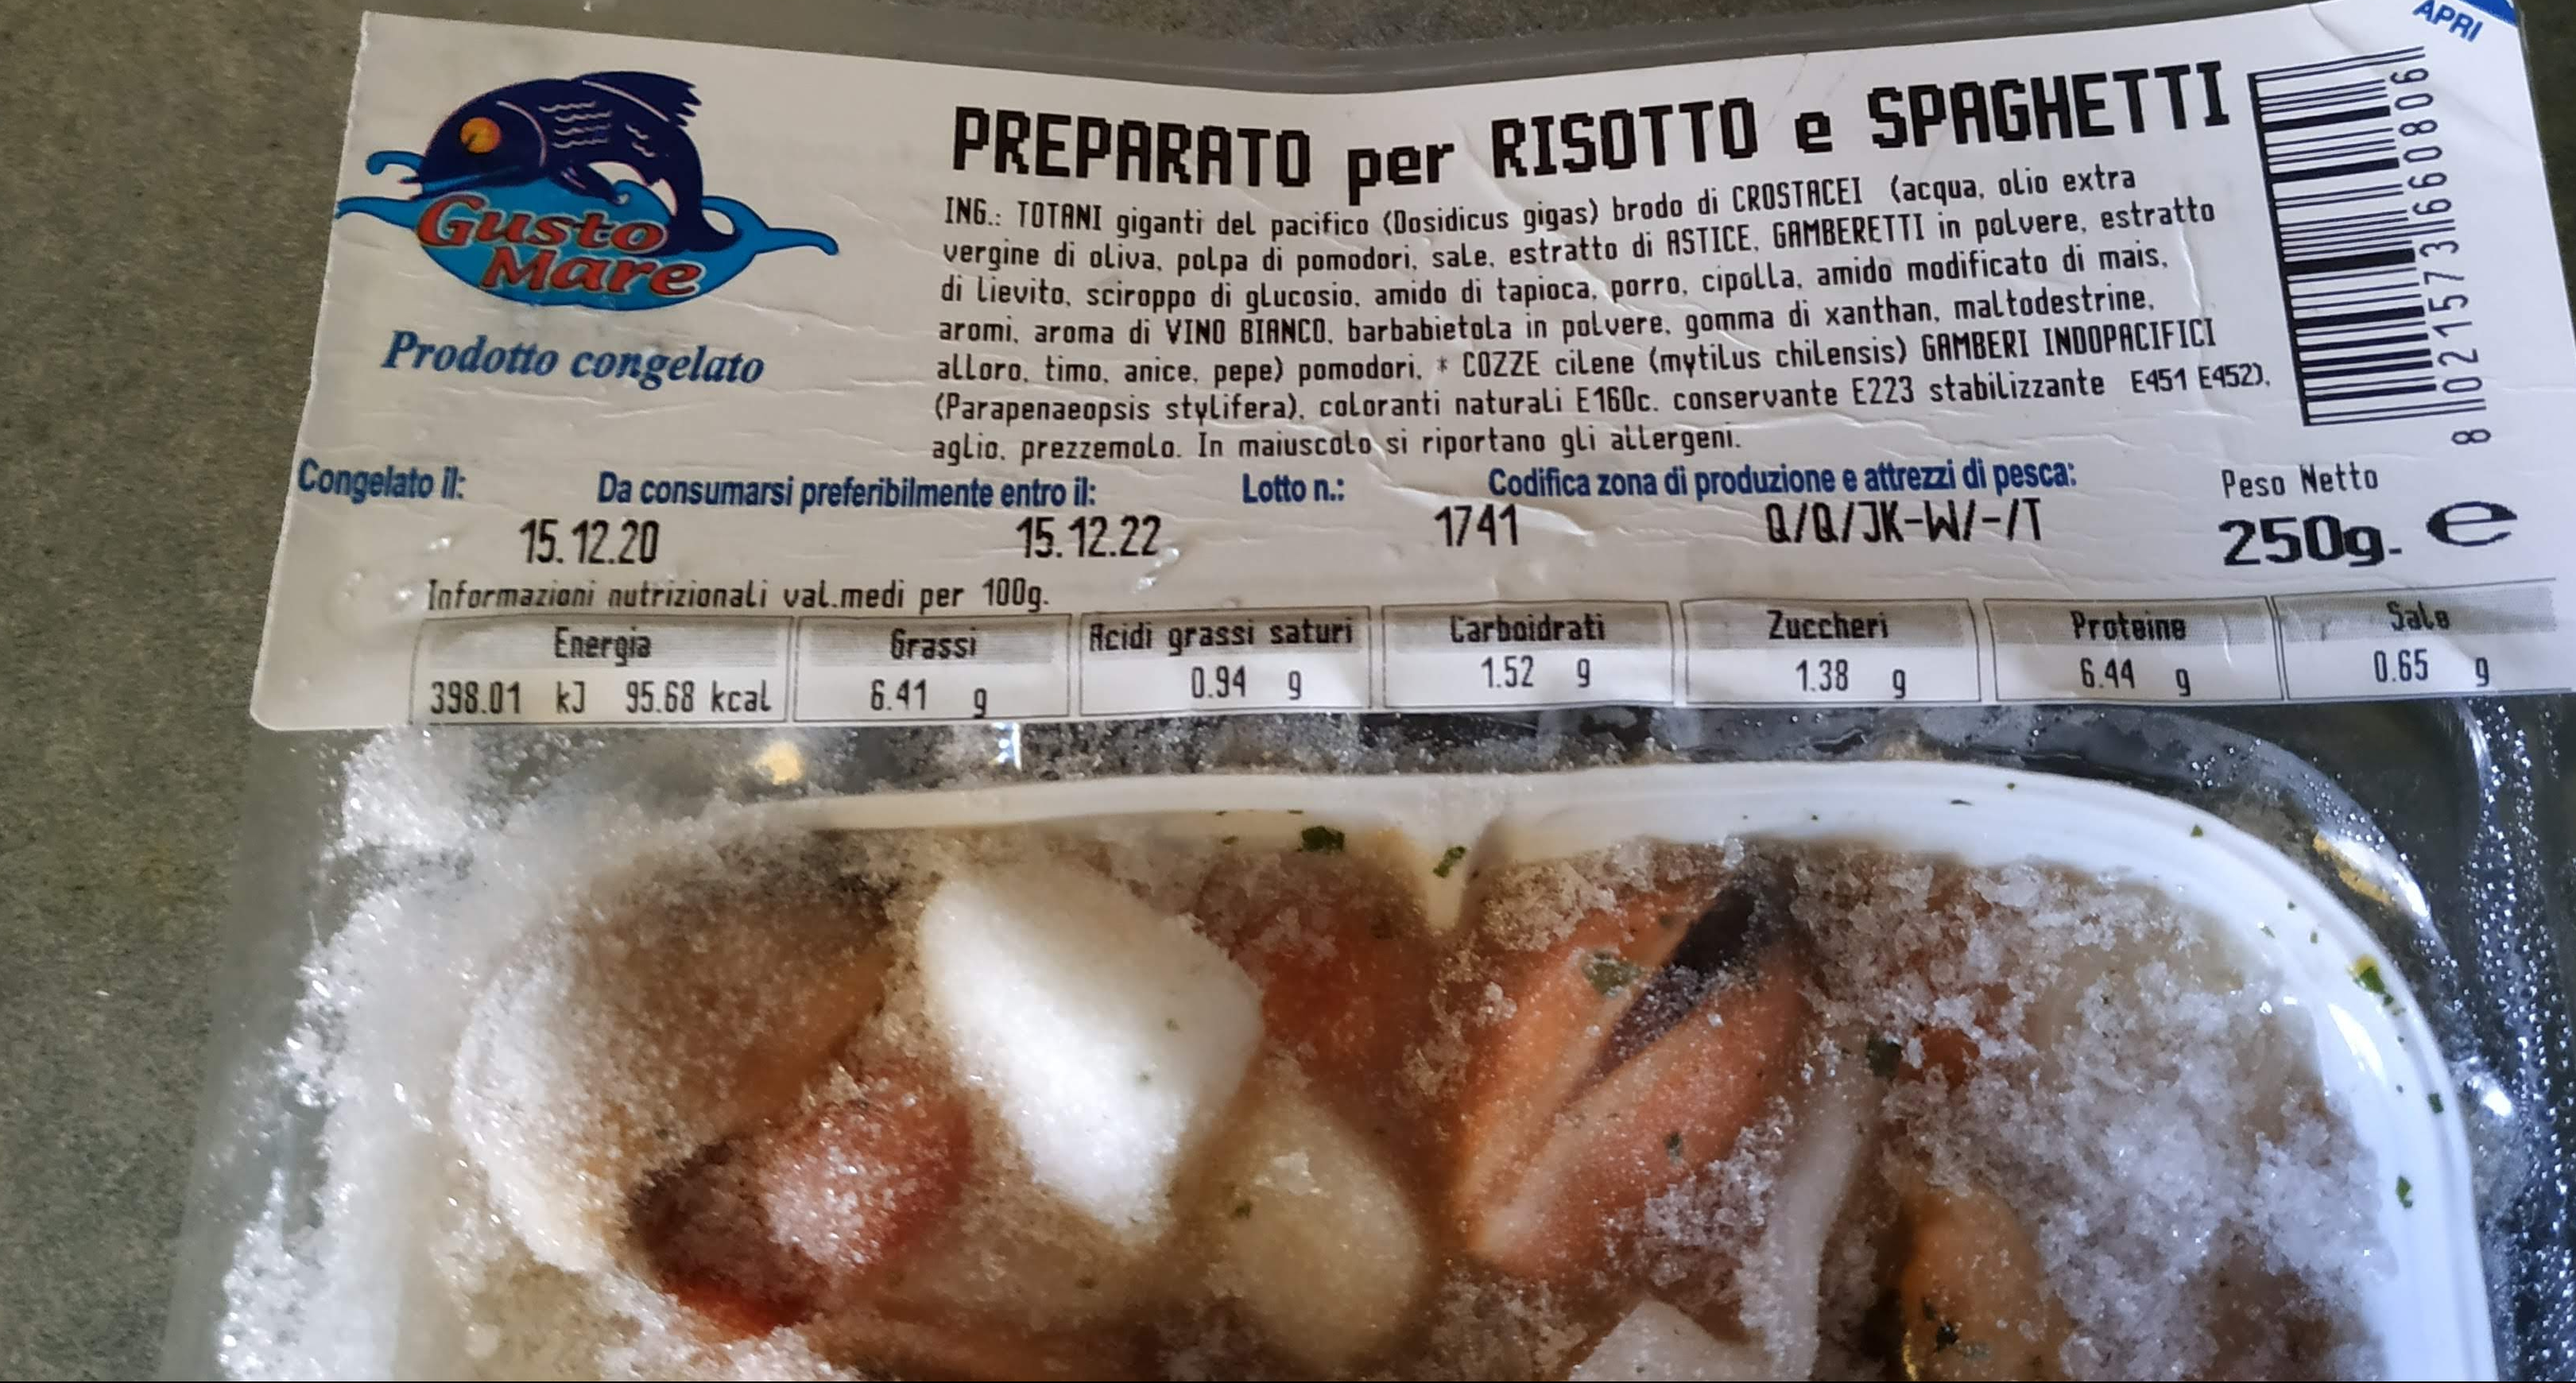 APRI
Gusto
Mare
Prodotto congelato
PREPARATO per RISOTTO e SPAGHETTI
ING.: TOTANI giganti del pacifico (Dosidicus gigas) brodo di CROSTACEI (acqua, olio extra
vergine di oliva, polpa di pomodori, sale, estratto di ASTICE, GAMBERETTI in polvere, estratto
di lievito, sciroppo di glucosio, amido di tapioca, porro, cipolla, amido modificato di mais,
aromi, aroma di VINO BIANCO, barbabietola in polvere, gomma di xanthan, maltodestrine,
alloro, timo, anice, pepe) pomodori, * COZZE cilene (mytilus chilensis) GAMBERI INDOPACIFICI
(Parapenaeopsis stylifera), coloranti naturali E160c. conservante E223 stabilizzante E451 E452),
aglio, prezzemolo. In maiuscolo si riportano gli allergeni.
8 021573 660806
Congelato il: Da consumarsi preferibilmente entro il: Lotto n.: Codifica zona di produzione e attrezzi di pesca: Peso Netto
15.12.20 15.12.22 1741 Q/Q/JK-W/-/T 250g. e
Informazioni nutrizionali val.medi per 100g.
Energia Grassi Acidi grassi saturi Carboidrati Zuccheri Proteine Sale
398.01 kJ 95.68 kcal 6.41 g 0.94 g 1.52 g 1.38 g 6.44 g 0.65 g